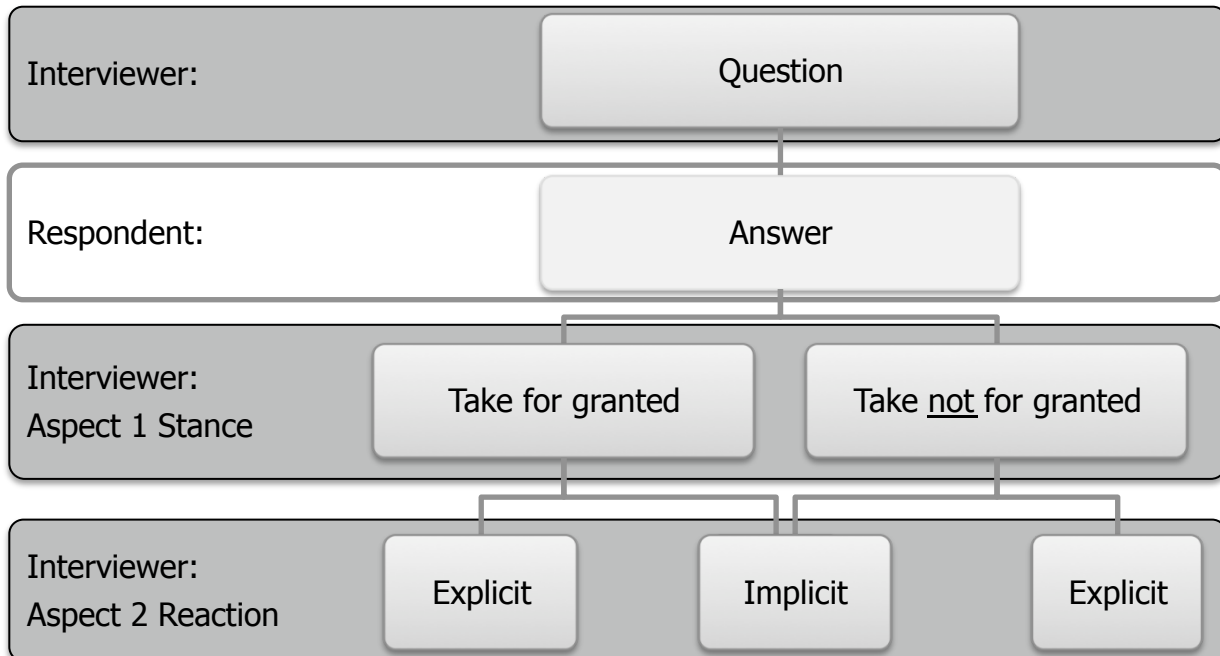 Interviewer:
Question
Respondent:
Answer
Interviewer:
Aspect 1 Stance
Take for granted
Take not for granted
Interviewer:
Aspect 2 Reaction
Explicit
Implicit
Explicit